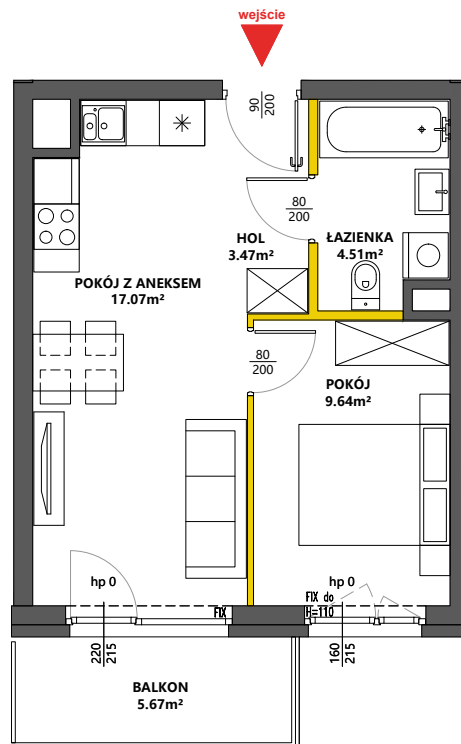 wejście
90
200
80
200
HOL
3.47m²
ŁAZIENKA
4.51m²
POKÓJ Z ANEKSEM
17.07m²
80
200
POKÓJ
9.64m²
hp 0
FIX
FIX do
H=110
hp 0
220
215
160
215
BALKON
5.67m²